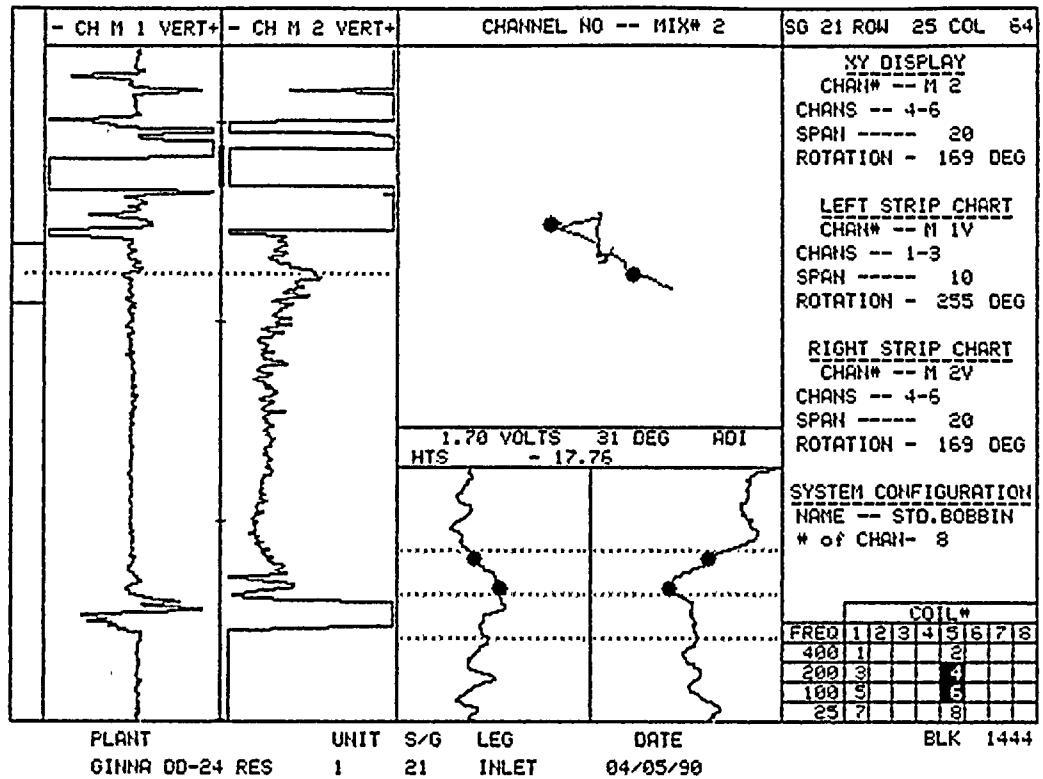 - CH M 1 VERT+ - CH M 2 VERT+ CHANNEL NO -- MIX# 2 SG 21 ROW 25 COL 64
XY DISPLAY
CHAN# -- M 2
CHANS -- 4-6
SPAN ----- 20
ROTATION - 169 DEG
LEFT STRIP CHART
CHAN# -- M 1V
CHANS -- 1-3
SPAN ----- 10
ROTATION - 255 DEG
RIGHT STRIP CHART
CHAN# -- M 2V
CHANS -- 4-6
SPAN ----- 20
ROTATION - 169 DEG
1.70 VOLTS 31 DEG ADI
HTS - 17.76
SYSTEM CONFIGURATION
NAME -- STD.BOBBIN
# of CHAN- 8
COIL#
FREQ 1 2 3 4 5 6 7 8
400 1 2
200 3 4
100 5 6
25 7 8
PLANT UNIT S/G LEG DATE BLK 1444
GINNA DD-24 RES 1 21 INLET 04/05/90